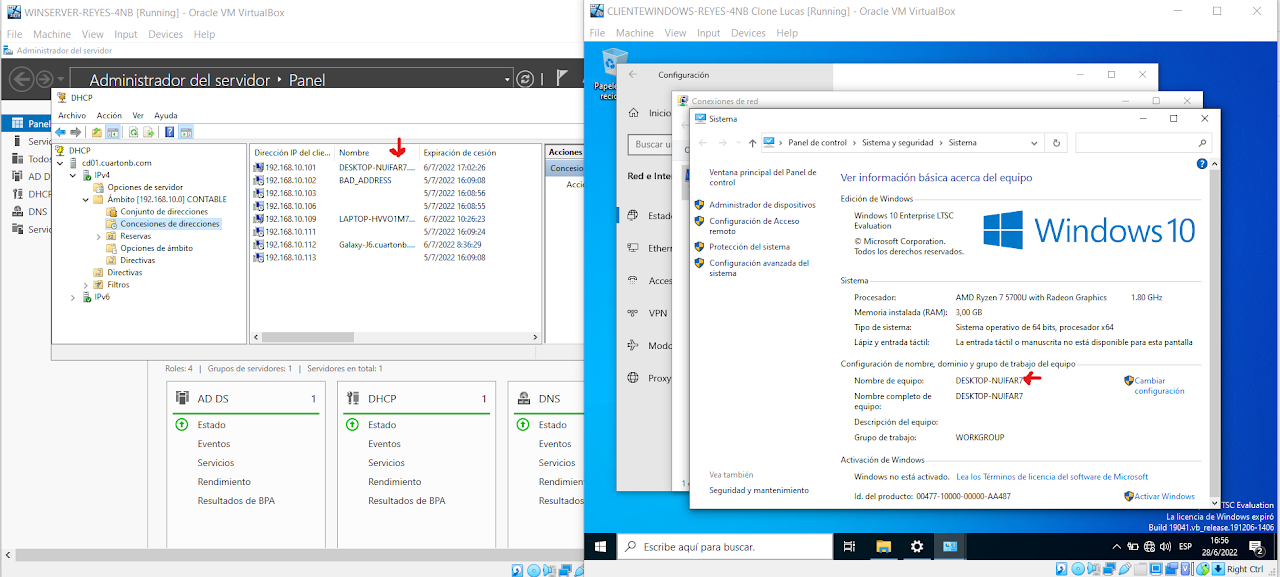 WINSERVER-REYES-4NB [Running] - Oracle VM VirtualBox
File Machine View Input Devices Help
Administrador del servidor
Administrador del servidor • Panel
Panel
Servi
Todos
AD D
DHCP
DNS
Servic
DHCP
Archivo Acción Ver Ayuda
DHCP
cd01.cuartonb.com
IPv4
Opciones de servidor
Ámbito [192.168.10.0] CONTABLE
Conjunto de direcciones
Concesiones de direcciones
Reservas
Opciones de ámbito
Directivas
Directivas
Filtros
IPv6
Dirección IP del clie... Nombre Expiración de cesión
192.168.10.101 DESKTOP-NUIFAR7.... 5/7/2022 17:02:26
192.168.10.102 BAD_ADDRESS 5/7/2022 16:09:08
192.168.10.103 5/7/2022 16:08:55
192.168.10.106 5/7/2022 16:08:55
192.168.10.109 LAPTOP-HVVO1M7... 6/7/2022 10:26:23
192.168.10.111 5/7/2022 16:09:24
192.168.10.112 Galaxy-J6.cuartonb.... 6/7/2022 8:36:29
192.168.10.113 5/7/2022 16:09:08
Acciones
Concesio
Acci
Roles: 4 | Grupos de servidores: 1 | Servidores en total: 1
AD DS 1
Estado
Eventos
Servicios
Rendimiento
Resultados de BPA
DHCP 1
Estado
Eventos
Servicios
Rendimiento
Resultados de BPA
DNS
Estado
Eventos
Servicios
Rendimien
Resultados
CLIENTEWINDOWS-REYES-4NB Clone Lucas [Running] - Oracle VM VirtualBox
File Machine View Input Devices Help
Papele
recic
Configuración
Inicio
Buscar u
Red e Inter
Estad
Ethern
Acces
VPN
Modo
Proxy
Conexiones de red
Sistema
Panel de control › Sistema y seguridad › Sistema
Ventana principal del Panel de
control
Administrador de dispositivos
Configuración de Acceso
remoto
Protección del sistema
Configuración avanzada del
sistema
Vea también
Seguridad y mantenimiento
Ver información básica acerca del equipo
Edición de Windows
Windows 10 Enterprise LTSC
Evaluation
© Microsoft Corporation.
Todos los derechos reservados.
Windows 10
Sistema
Procesador: AMD Ryzen 7 5700U with Radeon Graphics 1.80 GHz
Memoria instalada (RAM): 3,00 GB
Tipo de sistema: Sistema operativo de 64 bits, procesador x64
Lápiz y entrada táctil: La entrada táctil o manuscrita no está disponible para esta pantalla
Configuración de nombre, dominio y grupo de trabajo del equipo
Nombre de equipo: DESKTOP-NUIFAR7
Cambiar
configuración
Nombre completo de
equipo: DESKTOP-NUIFAR7
Descripción del equipo:
Grupo de trabajo: WORKGROUP
Activación de Windows
Windows no está activado. Lea los Términos de licencia del software de Microsoft
Id. del producto: 00477-10000-00000-AA487
Activar Windows
TSC Evaluation
La licencia de Windows expiró
Build 19041.vb_release.191206-1406
Escribe aquí para buscar.
ESP
16:56
28/6/2022
2
Right Ctrl